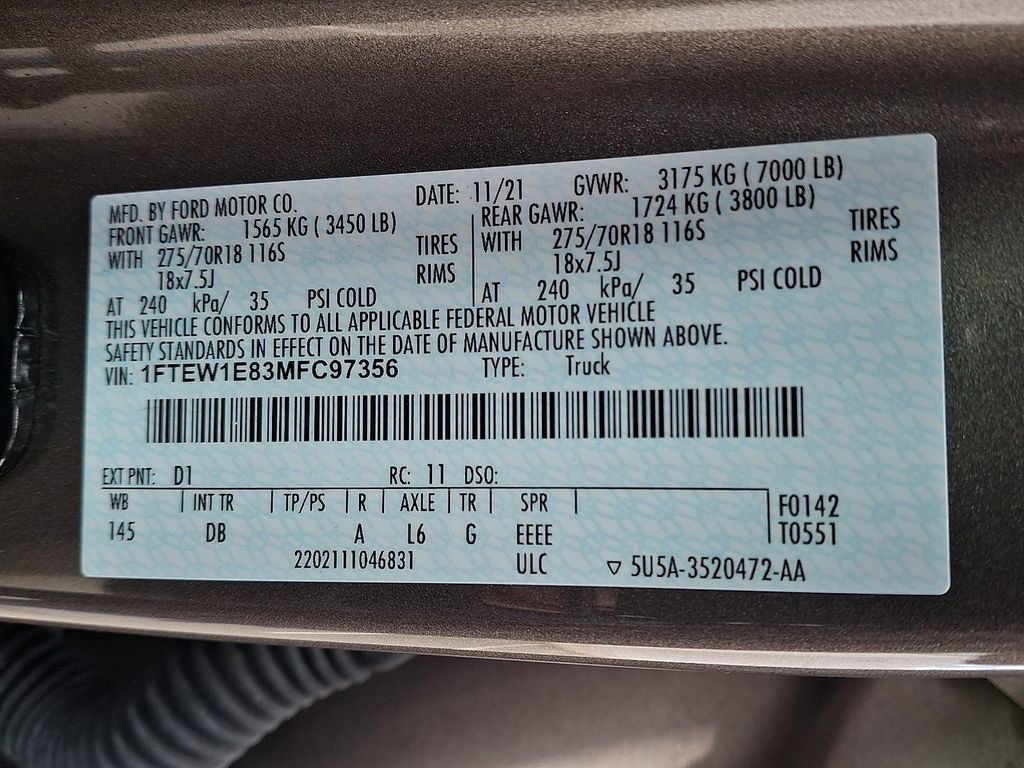 MFD. BY FORD MOTOR CO. DATE: 11/21 GVWR: 3175 KG ( 7000 LB)
FRONT GAWR: 1565 KG ( 3450 LB) REAR GAWR: 1724 KG ( 3800 LB)
WITH 275/70R18 116S TIRES WITH 275/70R18 116S TIRES
18x7.5J RIMS 18x7.5J RIMS
AT 240 kPa/ 35 PSI COLD AT 240 kPa/ 35 PSI COLD
THIS VEHICLE CONFORMS TO ALL APPLICABLE FEDERAL MOTOR VEHICLE
SAFETY STANDARDS IN EFFECT ON THE DATE OF MANUFACTURE SHOWN ABOVE.
VIN: 1FTEW1E83MFC97356 TYPE: Truck
EXT PNT: D1 RC: 11 DSO:
WB INT TR TP/PS R AXLE TR SPR F0142
145 DB A L6 G EEEE T0551
2202111046831 ULC ▽ 5U5A-3520472-AA